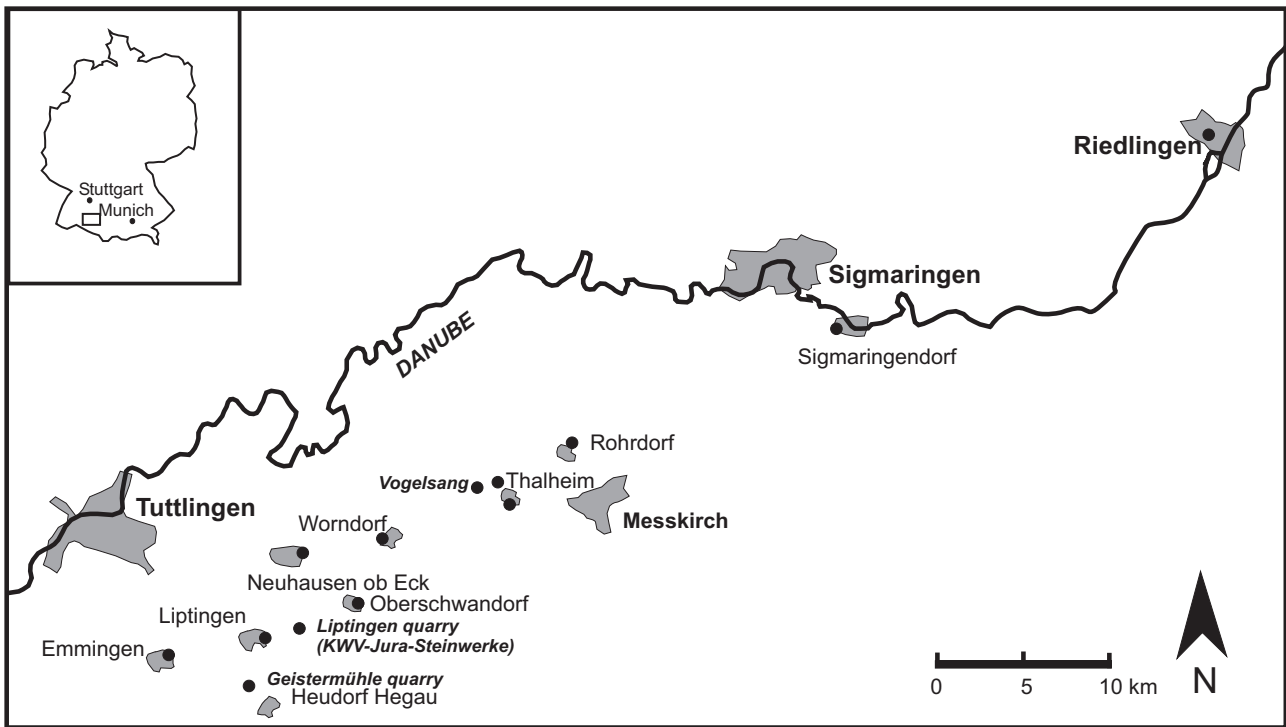 Stuttgart
Munich
Riedlingen
Sigmaringen
Sigmaringendorf
DANUBE
Rohrdorf
Vogelsang
Thalheim
Tuttlingen
Messkirch
Worndorf
Neuhausen ob Eck
Oberschwandorf
Liptingen
Liptingen quarry
(KWV-Jura-Steinwerke)
Emmingen
Geistermühle quarry
Heudorf Hegau
0 5 10 km
N